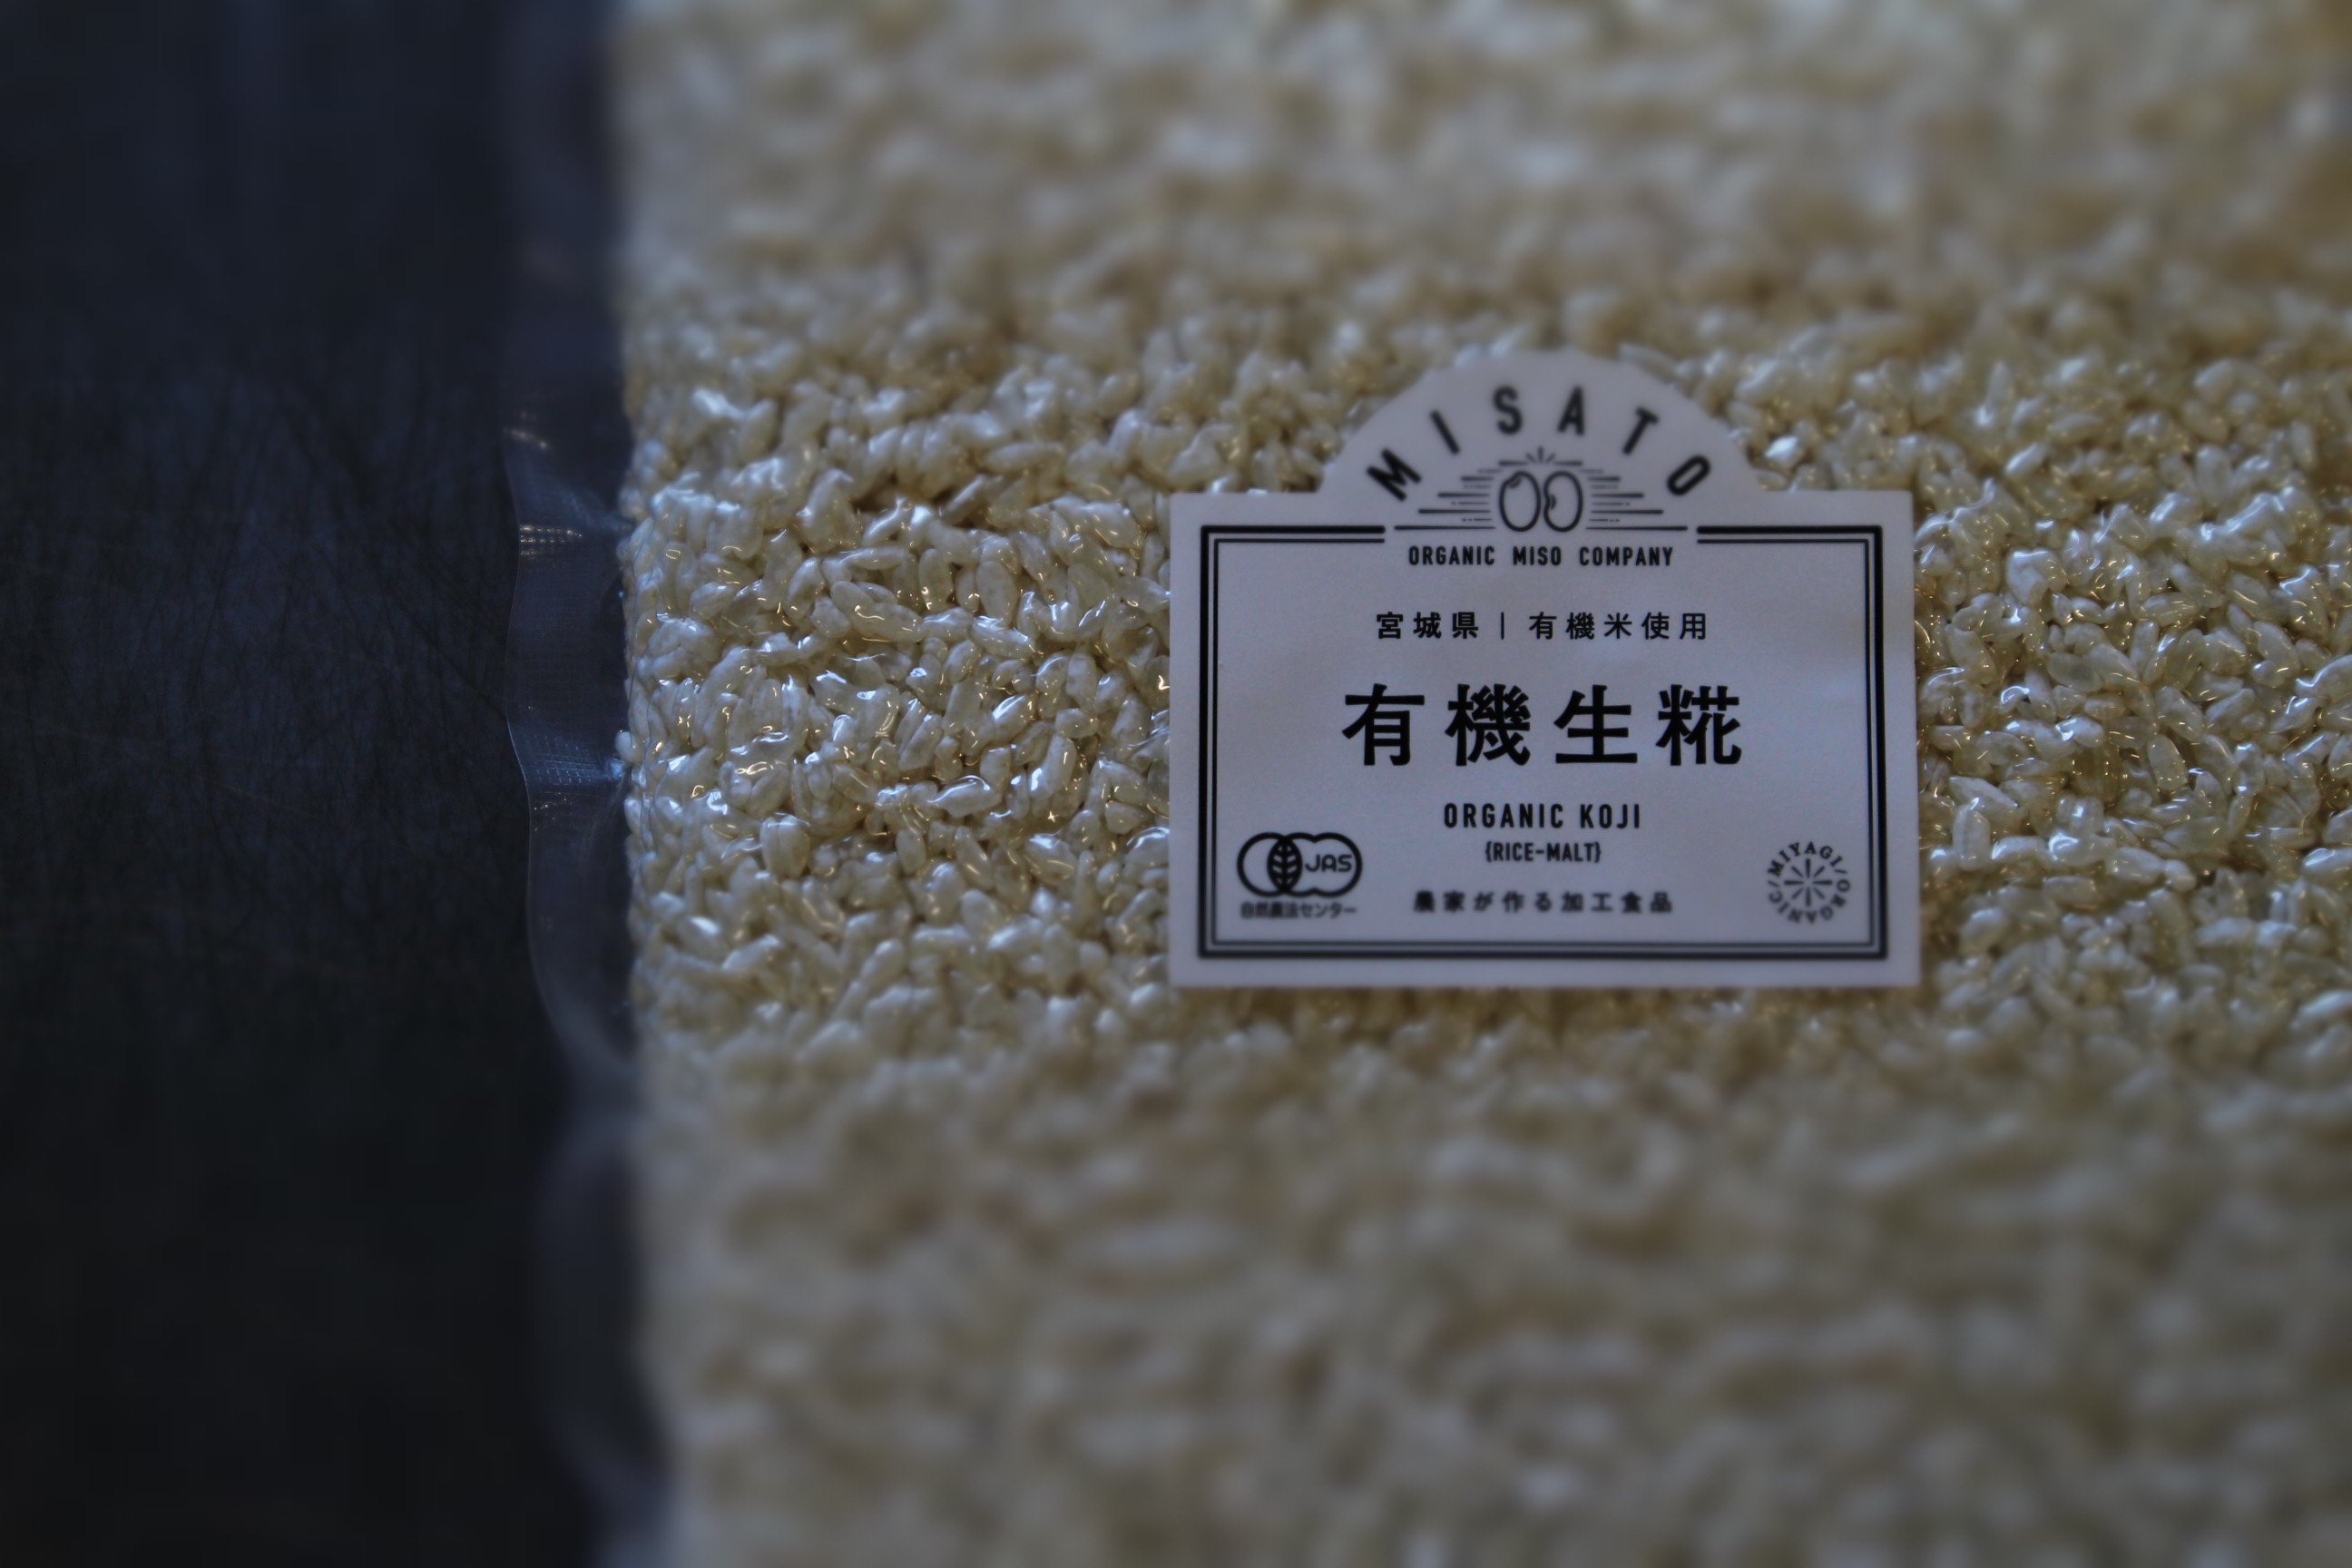 MISATO
ORGANIC MISO COMPANY
宮城県｜有機米使用
有機生糀
ORGANIC KOJI
{RICE-MALT}
JAS
自然農法センター
農家が作る加工食品
MIYAGI/ORGANIC/